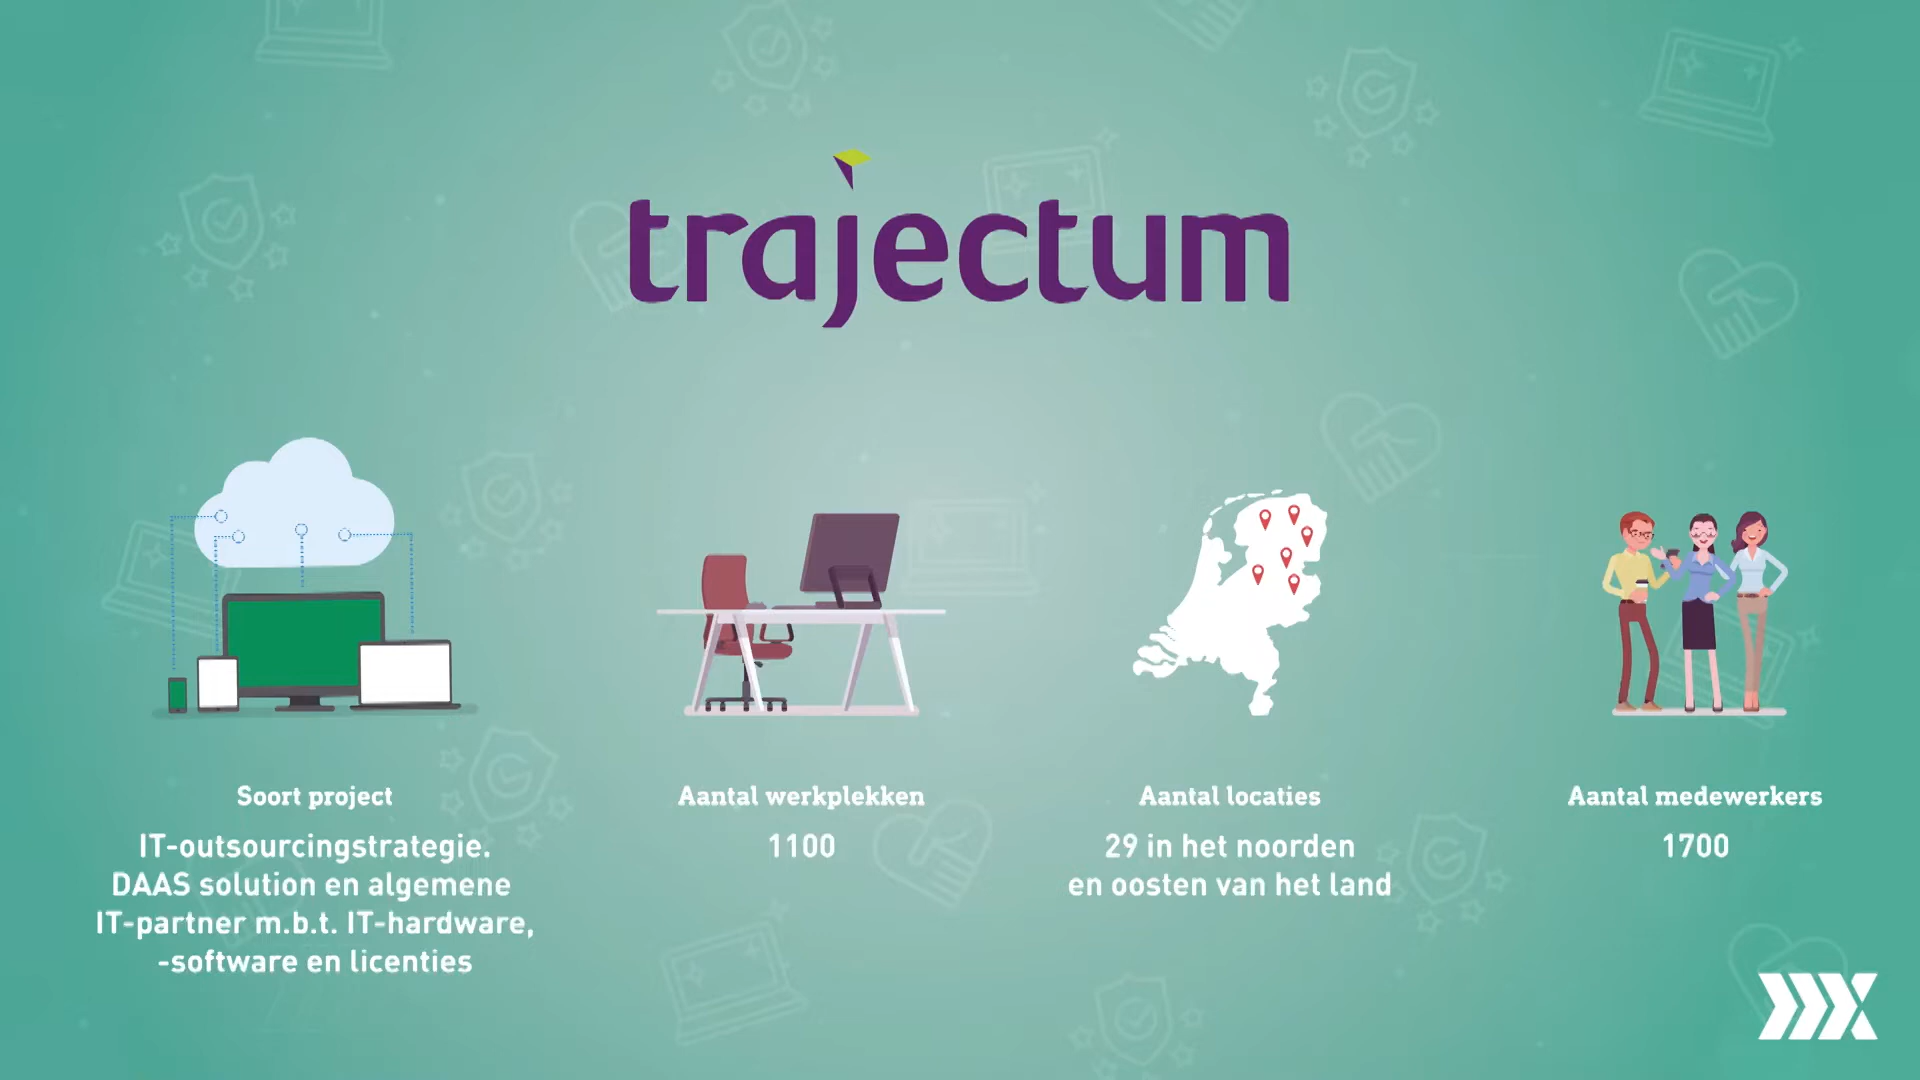 trajectum
Soort project
IT-outsourcingstrategie.
DAAS solution en algemene
IT-partner m.b.t. IT-hardware,
-software en licenties
Aantal werkplekken
1100
Aantal locaties
29 in het noorden
en oosten van het land
Aantal medewerkers
1700